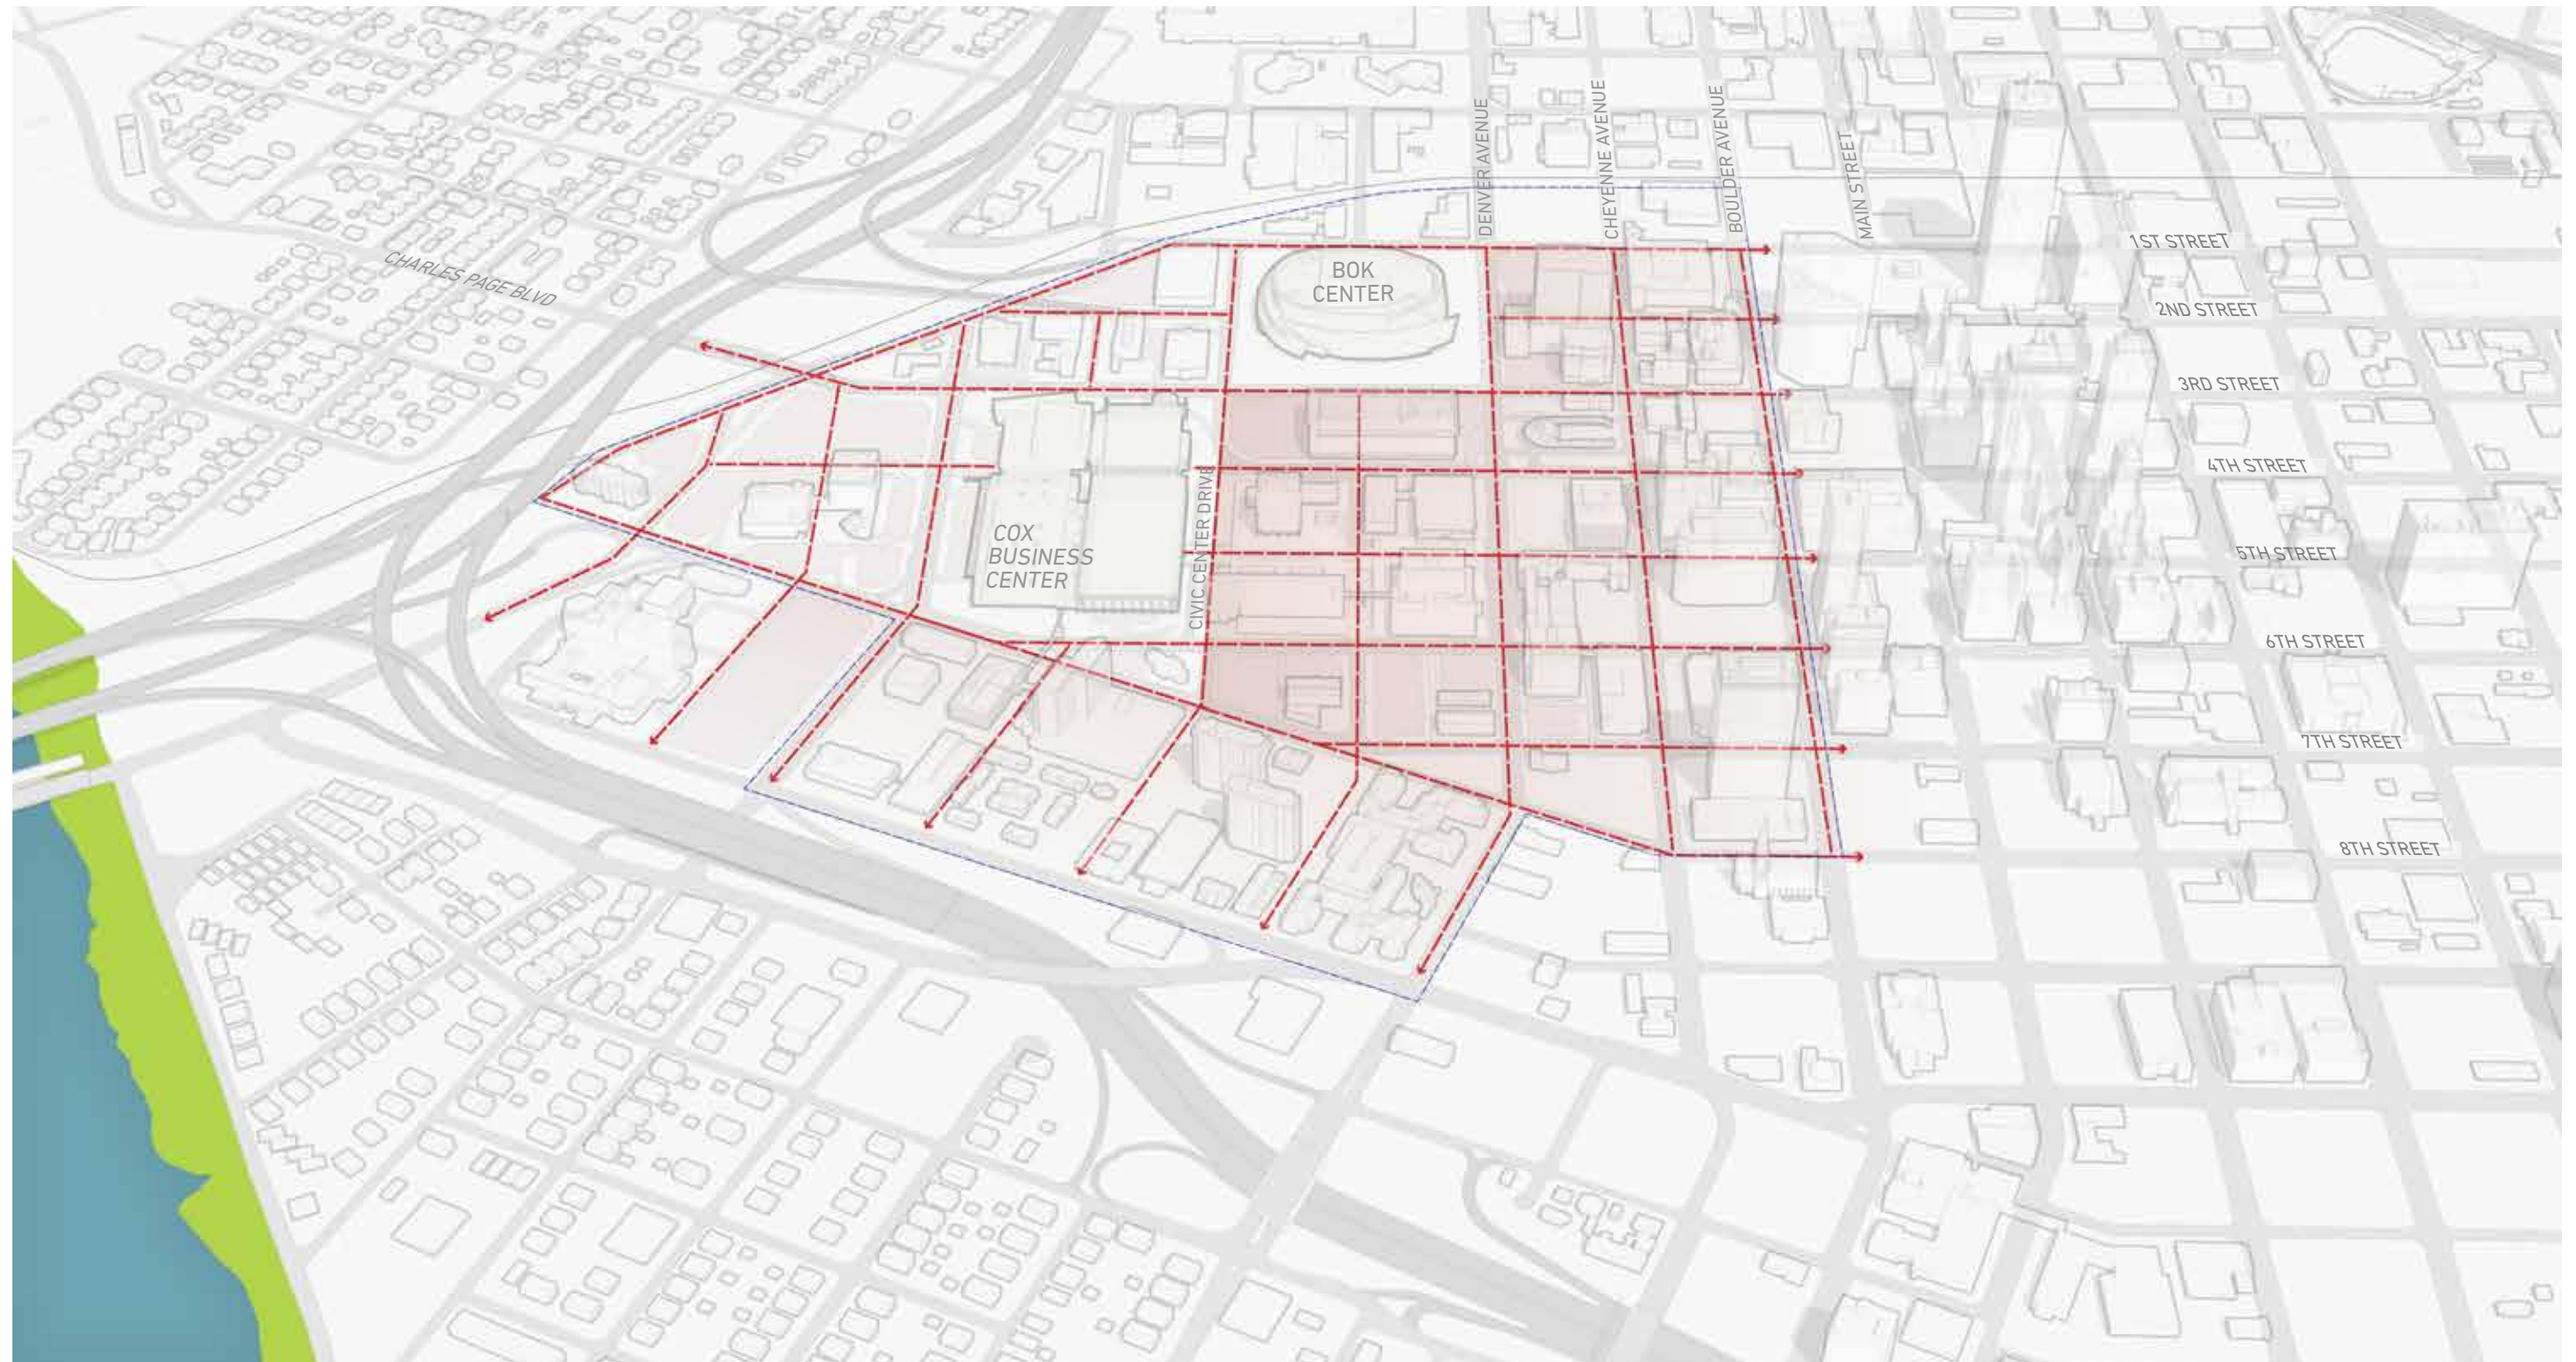 DENVER AVENUE
CHEYENNE AVENUE
BOULDER AVENUE
MAIN STREET
1ST STREET
CHARLES PAGE BLVD
BOK
CENTER
2ND STREET
3RD STREET
4TH STREET
COX
BUSINESS
CENTER
CIVIC CENTER DRIVE
5TH STREET
6TH STREET
7TH STREET
8TH STREET